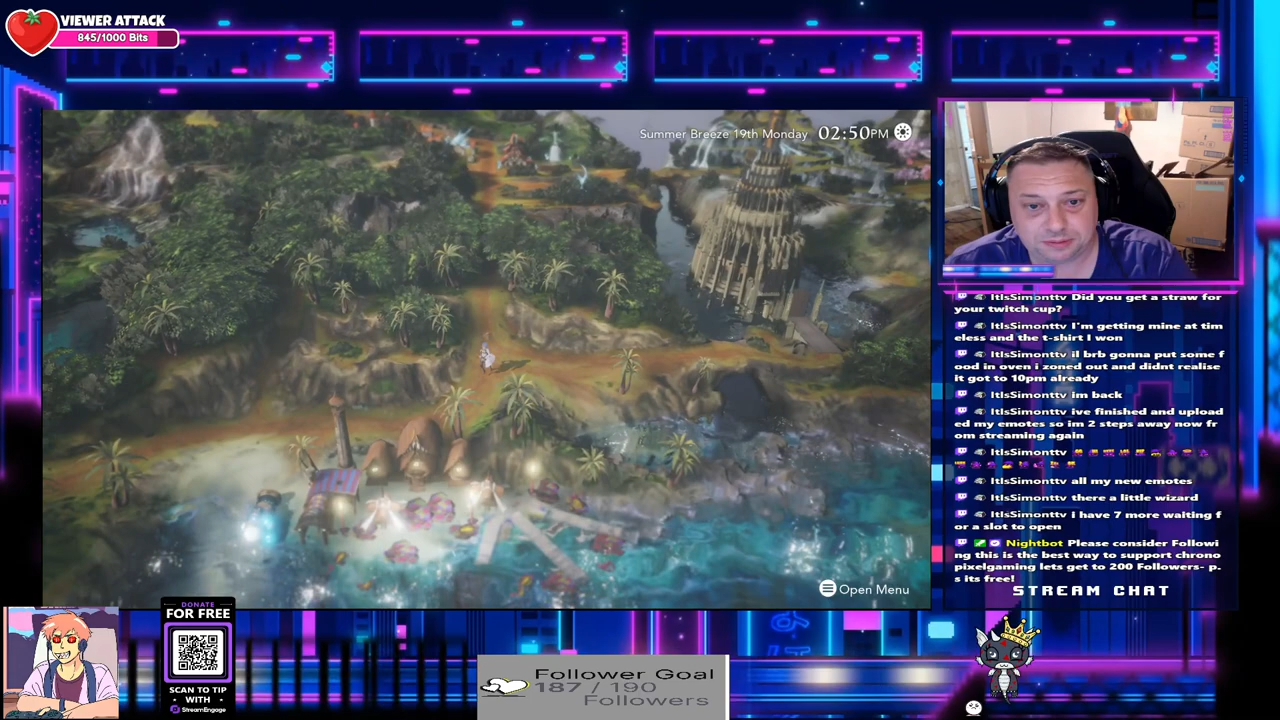 VIEWER ATTACK
845/1000 Bits
Summer Breeze 19th Monday 02:50PM
Open Menu
ItIsSimonttv Did you get a straw for
your twitch cup?
ItIsSimonttv I'm getting mine at tim
eless and the t-shirt I won
ItIsSimonttv il brb gonna put some f
ood in oven i zoned out and didnt realise
it got to 10pm already
ItIsSimonttv im back
ItIsSimonttv ive finished and upload
ed my emotes so im 2 steps away now fr
om streaming again
ItIsSimonttv
ItIsSimonttv all my new emotes
ItIsSimonttv there a little wizard
ItIsSimonttv i have 7 more waiting f
or a slot to open
Nightbot Please consider Followi
ng this is the best way to support chrono
pixelgaming lets get to 200 Followers- p.
s its free!
STREAM CHAT
DONATE
FOR FREE
SCAN TO TIP
- WITH -
StreamEngage
Follower Goal
187 / 190
Followers